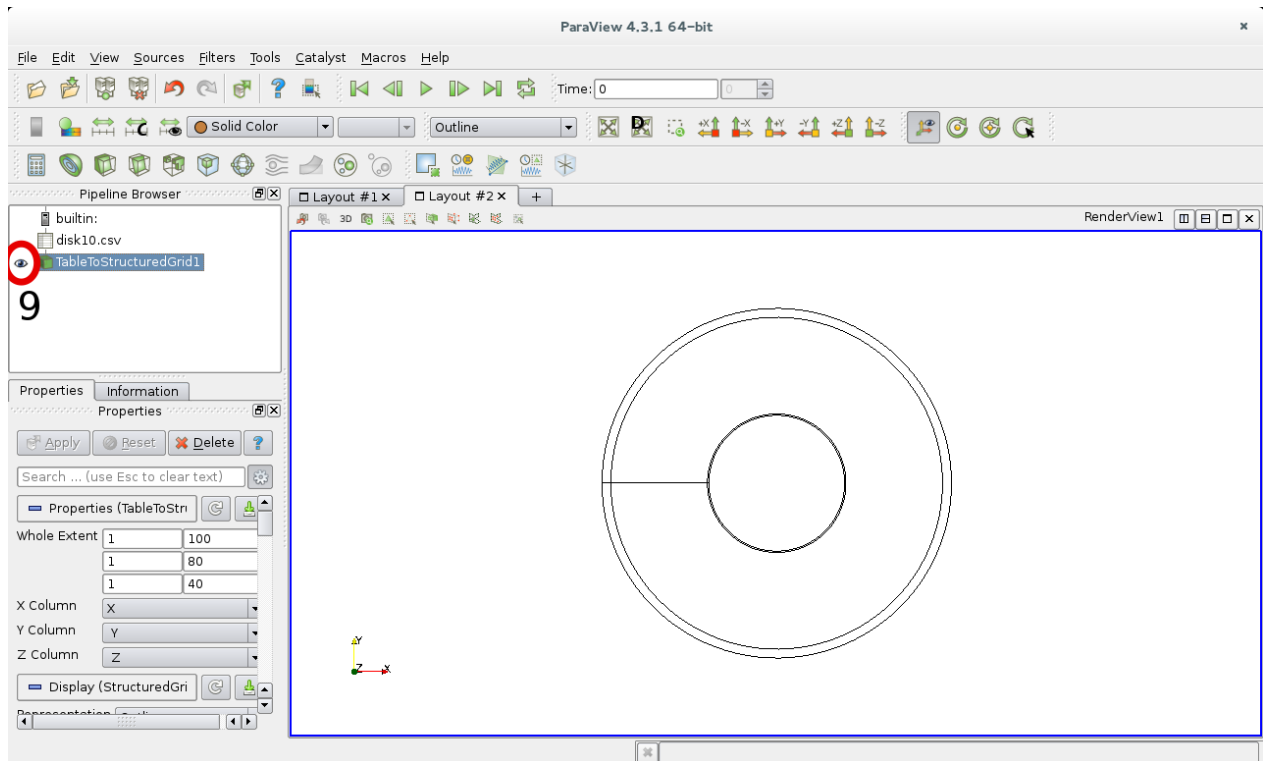 ParaView 4.3.1 64-bit
File Edit View Sources Filters Tools Catalyst Macros Help
Time: 0 0
Solid Color Outline
+X -X +Y -Y +Z -Z
Pipeline Browser
Layout #1 Layout #2 +
builtin:
3D RenderView1
disk10.csv
TableToStructuredGrid1
9
Properties Information
Properties
Apply Reset Delete ?
Search ... (use Esc to clear text)
Properties (TableToStr
Whole Extent 1 100
1 80
1 40
X Column X
Y Column Y
Z Column Z
Display (StructuredGri
Y
Z X